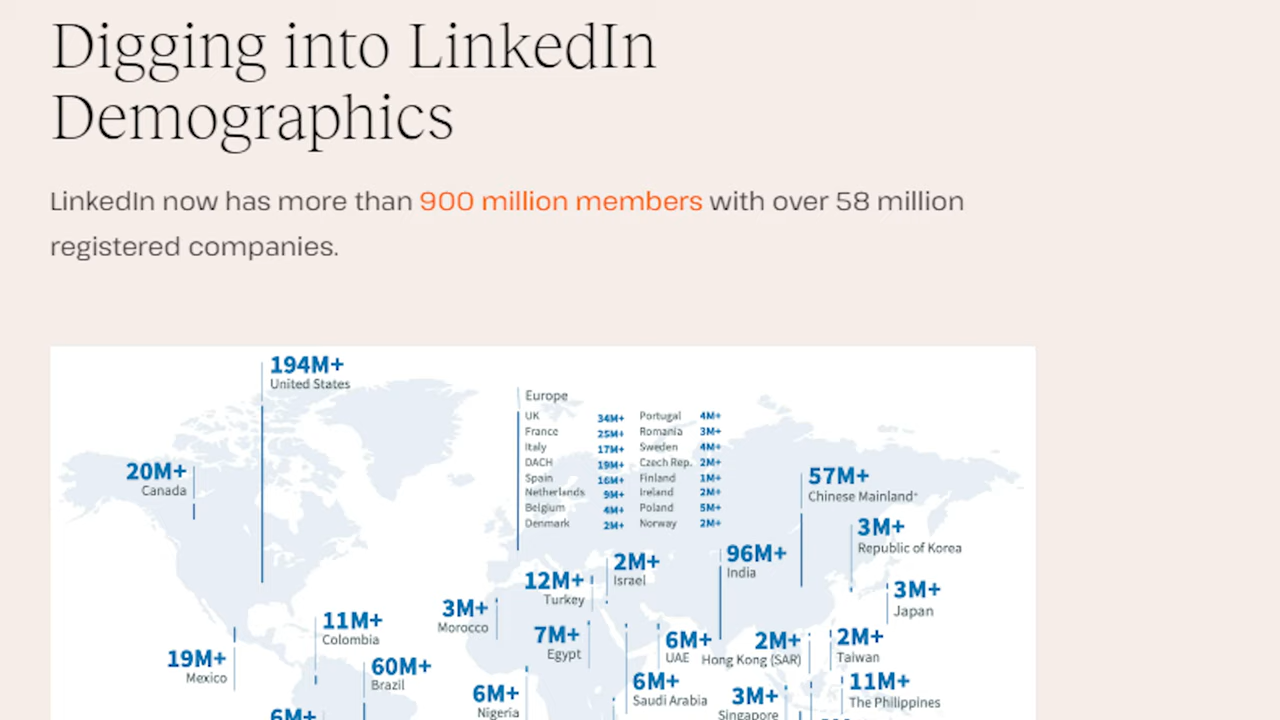 Digging into LinkedIn
Demographics
LinkedIn now has more than 900 million members with over 58 million
registered companies.
194M+
United States
20M+
Canada
Europe
UK 34M+ Portugal 4M+
France 25M+ Romania 3M+
Italy 17M+ Sweden 4M+
DACH 19M+ Czech Rep. 2M+
Spain 16M+ Finland 1M+
Netherlands 9M+ Ireland 2M+
Belgium 4M+ Poland 5M+
Denmark 2M+ Norway 2M+
57M+
Chinese Mainland*
3M+
Republic of Korea
96M+
India
2M+
Israel
12M+
Turkey
3M+
Japan
3M+
Morocco
11M+
Colombia
7M+
Egypt
6M+
UAE
2M+
Hong Kong (SAR)
2M+
Taiwan
19M+
Mexico
60M+
Brazil
6M+
Nigeria
6M+
Saudi Arabia
3M+
Singapore
11M+
The Philippines
6M+